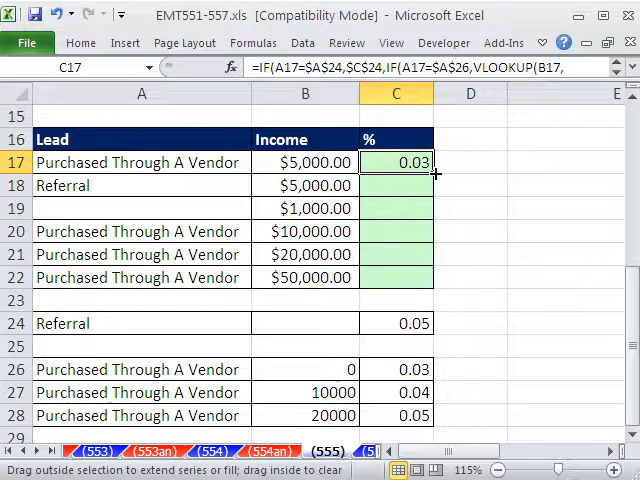 EMT551-557.xls [Compatibility Mode] - Microsoft Excel
File Home Insert Page Layout Formulas Data Review View Developer Add-Ins
C17 fx =IF(A17=$A$24,$C$24,IF(A17=$A$26,VLOOKUP(B17,
A B C D E
15
16 Lead Income %
17 Purchased Through A Vendor $5,000.00 0.03
18 Referral $5,000.00
19 $1,000.00
20 Purchased Through A Vendor $10,000.00
21 Purchased Through A Vendor $20,000.00
22 Purchased Through A Vendor $50,000.00
23
24 Referral 0.05
25
26 Purchased Through A Vendor 0 0.03
27 Purchased Through A Vendor 10000 0.04
28 Purchased Through A Vendor 20000 0.05
29
(553) (553an) (554) (554an) (555) (5
Drag outside selection to extend series or fill; drag inside to clear 115%